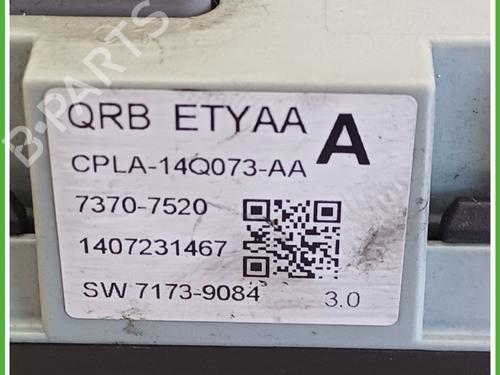 QRB ETYAA A
CPLA-14Q073-AA
7370-7520
1407231467
SW 7173-9084 3.0
B-PARTS